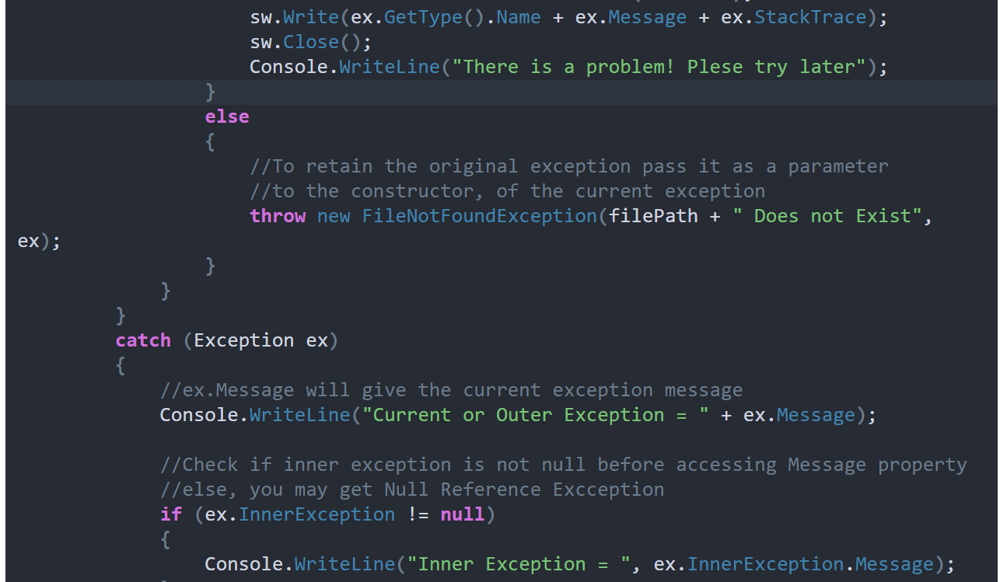 sw.Write(ex.GetType().Name + ex.Message + ex.StackTrace);
sw.Close();
Console.WriteLine("There is a problem! Plese try later");
}
else
{
//To retain the original exception pass it as a parameter
//to the constructor, of the current exception
throw new FileNotFoundException(filePath + " Does not Exist",
ex);
}
}
}
catch (Exception ex)
{
//ex.Message will give the current exception message
Console.WriteLine("Current or Outer Exception = " + ex.Message);
//Check if inner exception is not null before accessing Message property
//else, you may get Null Reference Excception
if (ex.InnerException != null)
{
Console.WriteLine("Inner Exception = ", ex.InnerException.Message);